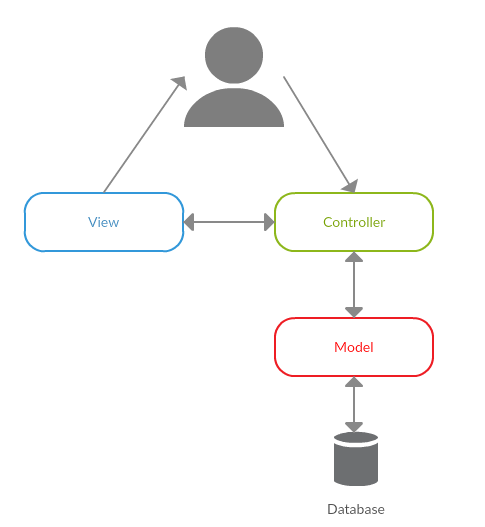 View
Controller
Model
Database